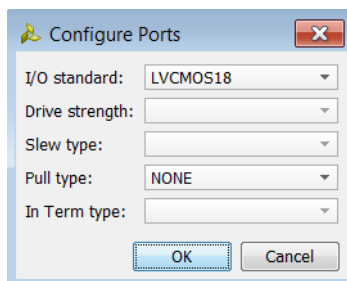 Configure Ports
I/O standard: LVCMOS18
Drive strength:
Slew type:
Pull type: NONE
In Term type:
OK Cancel